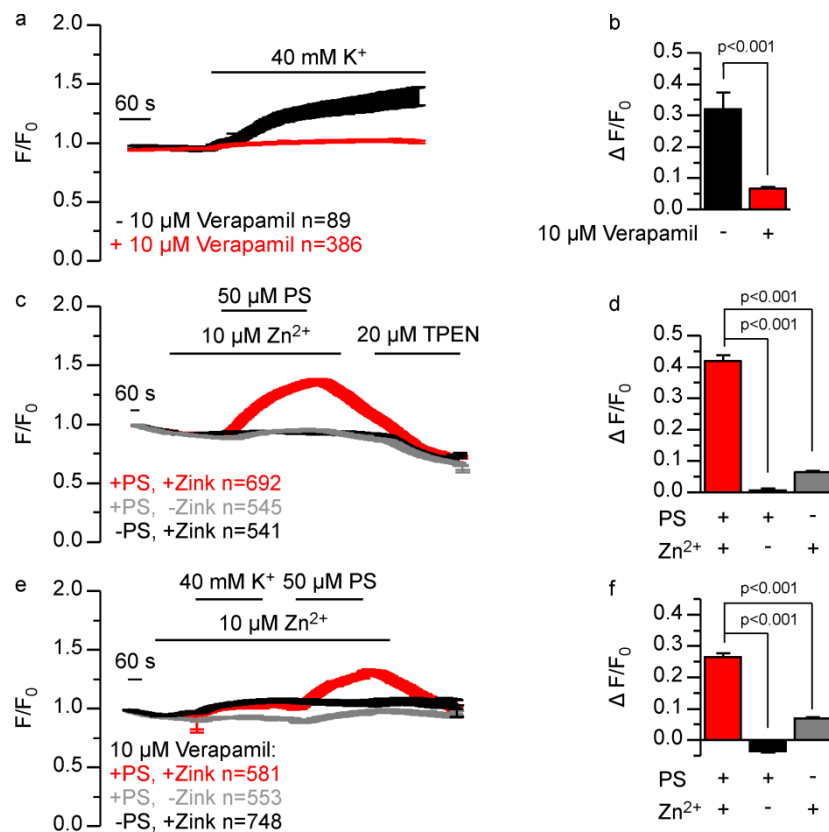 a
2.0
1.5
1.0
0.5
1.0
F/F0
40 mM K+
60 s
- 10 µM Verapamil n=89
+ 10 µM Verapamil n=386
b
p<0.001
0.5
0.4
0.3
0.2
0.1
0.0
Δ F/F0
10 µM Verapamil - +
c
2.0
1.5
1.0
0.5
0.0
F/F0
50 µM PS
10 µM Zn2+
20 µM TPEN
60 s
+PS, +Zink n=692
+PS, -Zink n=545
-PS, +Zink n=541
d
p<0.001
p<0.001
0.5
0.4
0.3
0.2
0.1
0.0
Δ F/F0
PS + + -
Zn2+ + - +
e
2.0
1.5
1.0
0.5
0.0
F/F0
40 mM K+ 50 µM PS
10 µM Zn2+
60 s
10 µM Verapamil:
+PS, +Zink n=581
+PS, -Zink n=553
-PS, +Zink n=748
f
p<0.001
p<0.001
0.4
0.3
0.2
0.1
0.0
Δ F/F0
PS + + -
Zn2+ + - +